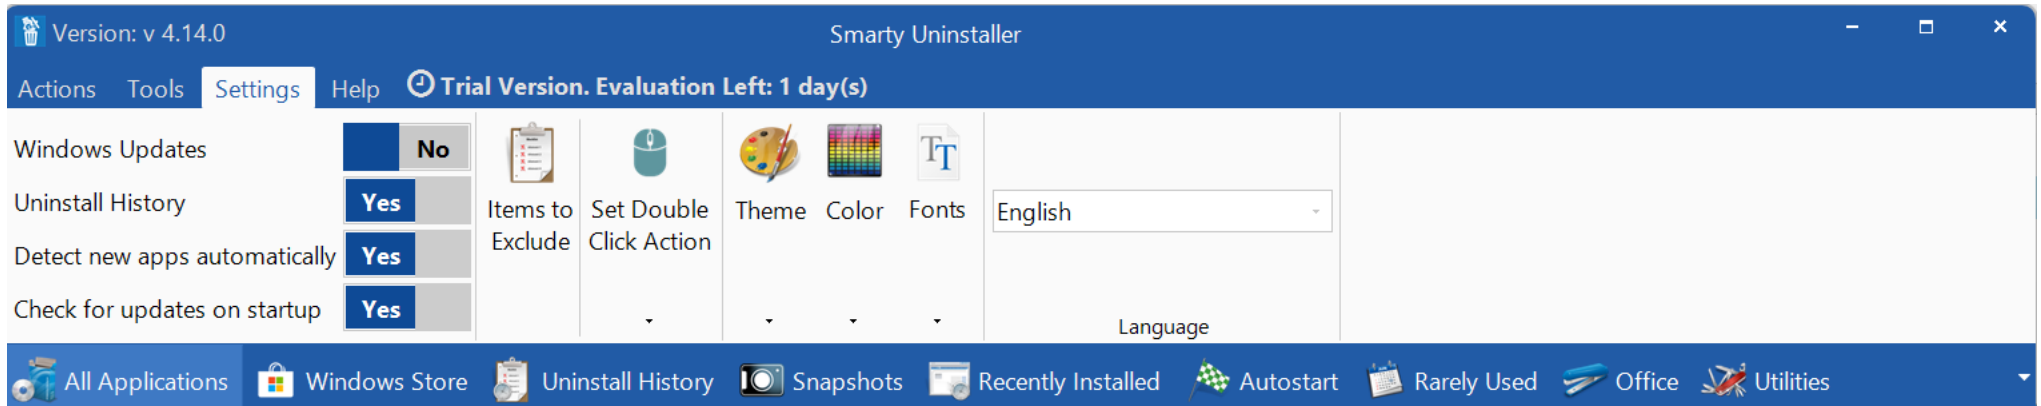 Version: v 4.14.0
Smarty Uninstaller
Actions Tools Settings Help Trial Version. Evaluation Left: 1 day(s)
Windows Updates No
Uninstall History Yes
Detect new apps automatically Yes
Check for updates on startup Yes
Items to
Exclude
Set Double
Click Action
Theme
Color
TT
Fonts
English
Language
All Applications Windows Store Uninstall History Snapshots Recently Installed Autostart Rarely Used Office Utilities